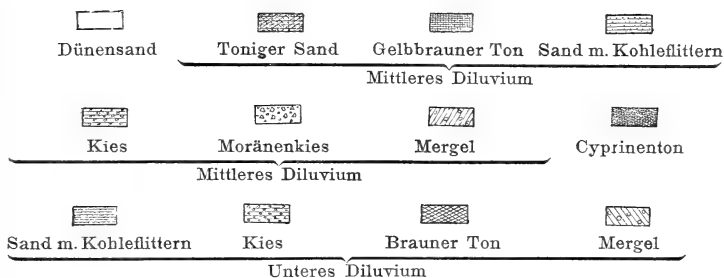 Dünensand Toniger Sand Gelbbrauner Ton Sand m. Kohleflittern
Mittleres Diluvium
Kies Moränenkies Mergel Cyprinenton
Mittleres Diluvium
Sand m. Kohleflittern Kies Brauner Ton Mergel
Unteres Diluvium